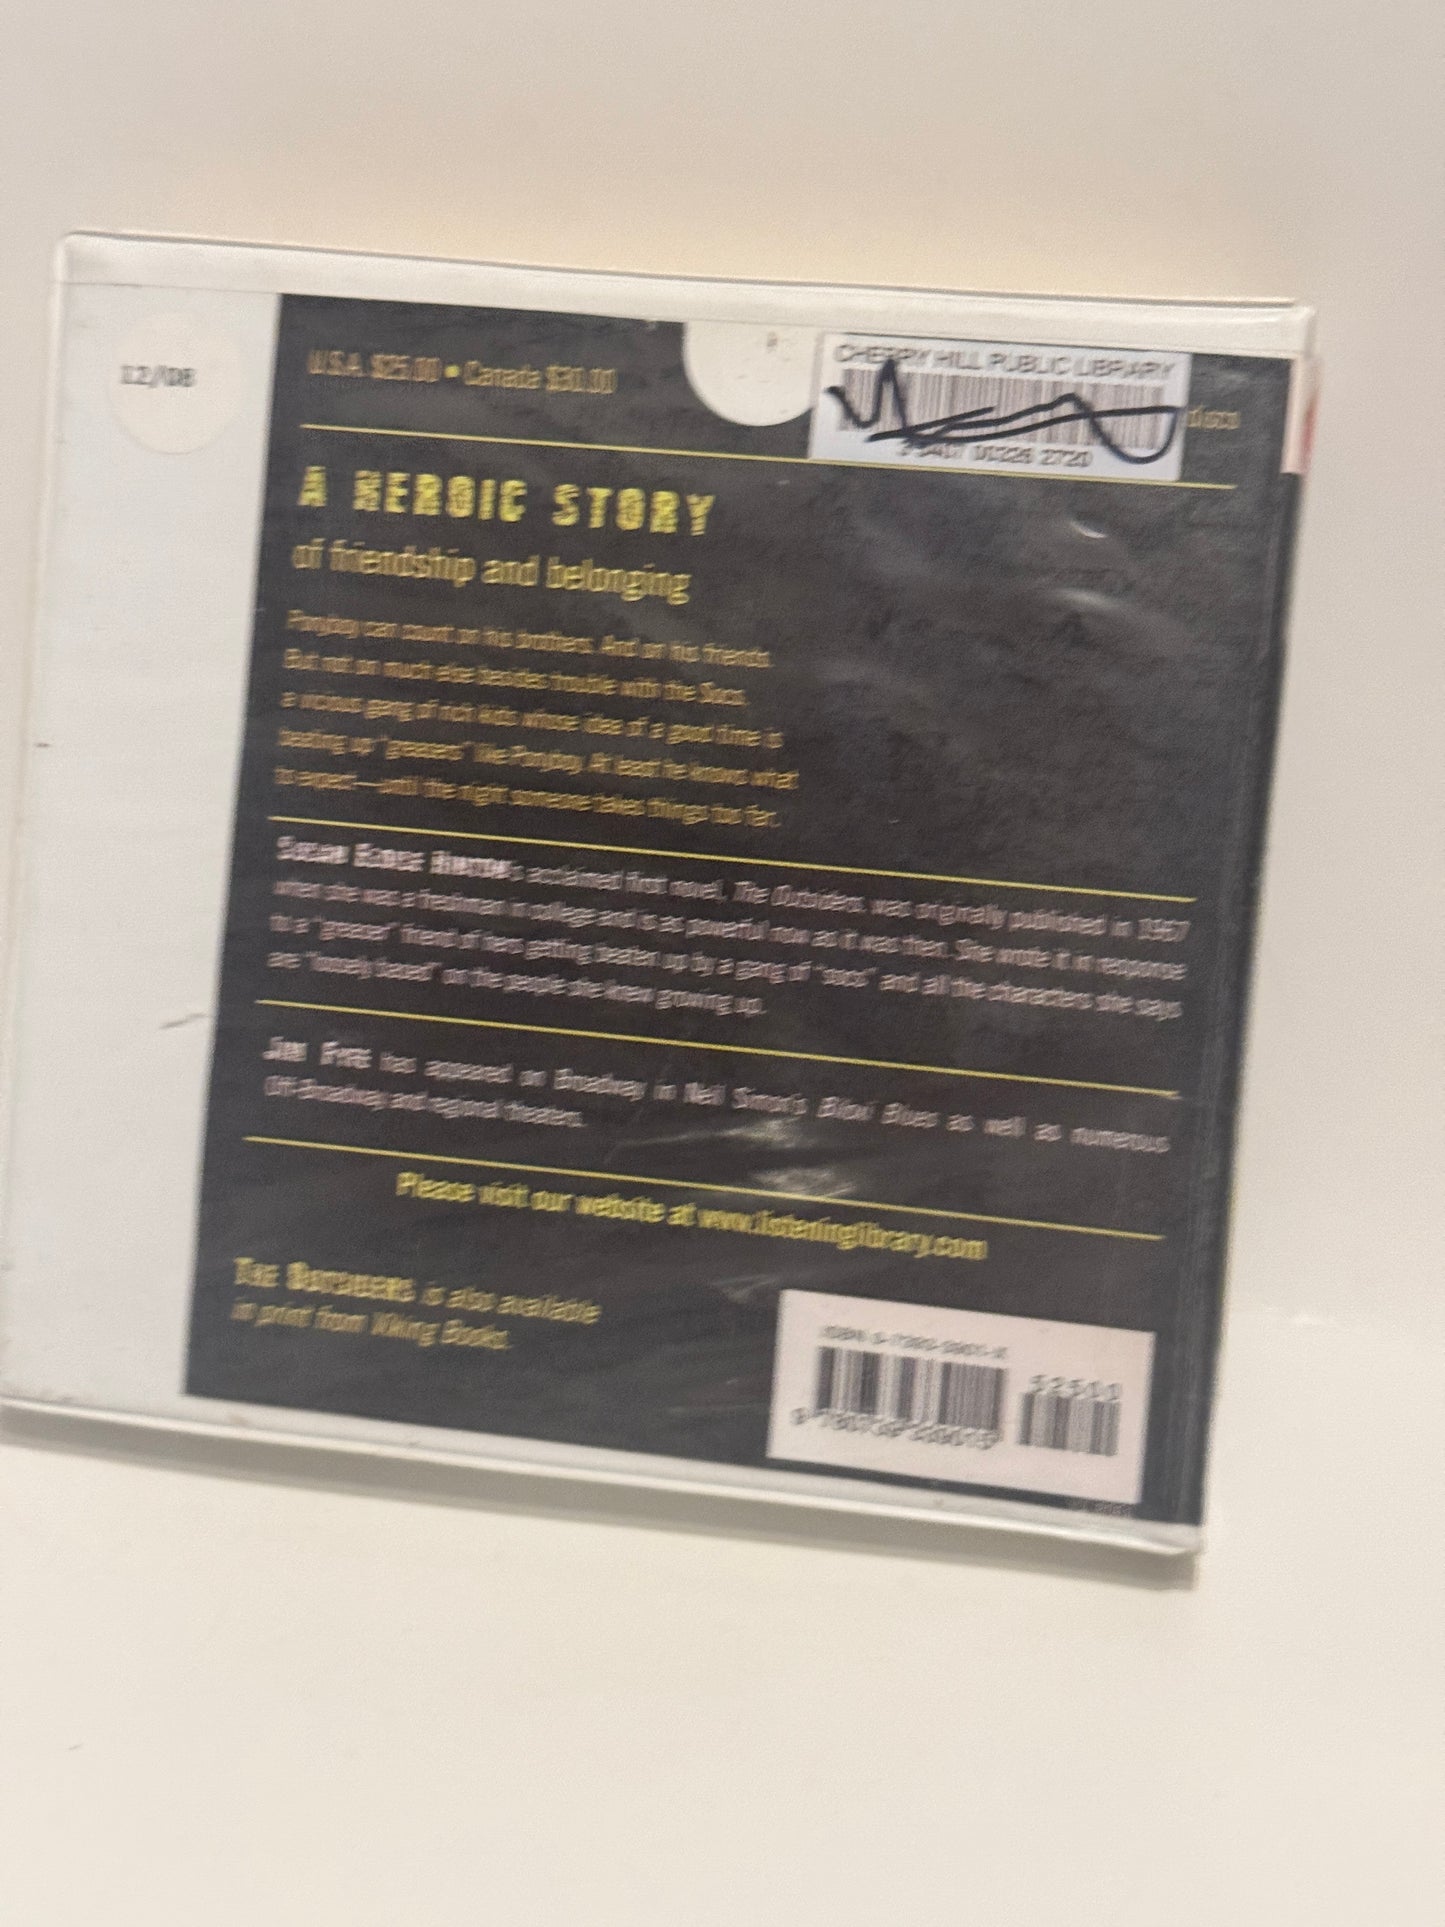 12/08
U.S.A. $25.00 • Canada $30.00
CHERRY HILL PUBLIC LIBRARY
discs
A HEROIC STORY
of friendship and belonging
Ponyboy can count on his brothers. And on his friends.
But not on much else besides trouble with the Socs,
a vicious gang of rich kids whose idea of a good time is
beating up "greasers" like Ponyboy. At least he knows what
to expect—until the night someone takes things too far.
SUSAN ELOISE HINTON's acclaimed first novel, The Outsiders, was originally published in 1967
when she was a freshman in college and is as powerful now as it was then. She wrote it in response
to a "greaser" friend of hers getting beaten up by a gang of "socs" and all the characters she says
are "loosely based" on the people she knew growing up.
JIM FYFE has appeared on Broadway in Neil Simon's Biloxi Blues as well as numerous
Off-Broadway and regional theaters.
Please visit our website at www.listeninglibrary.com
THE OUTSIDERS is also available
in print from Viking Books.
52500